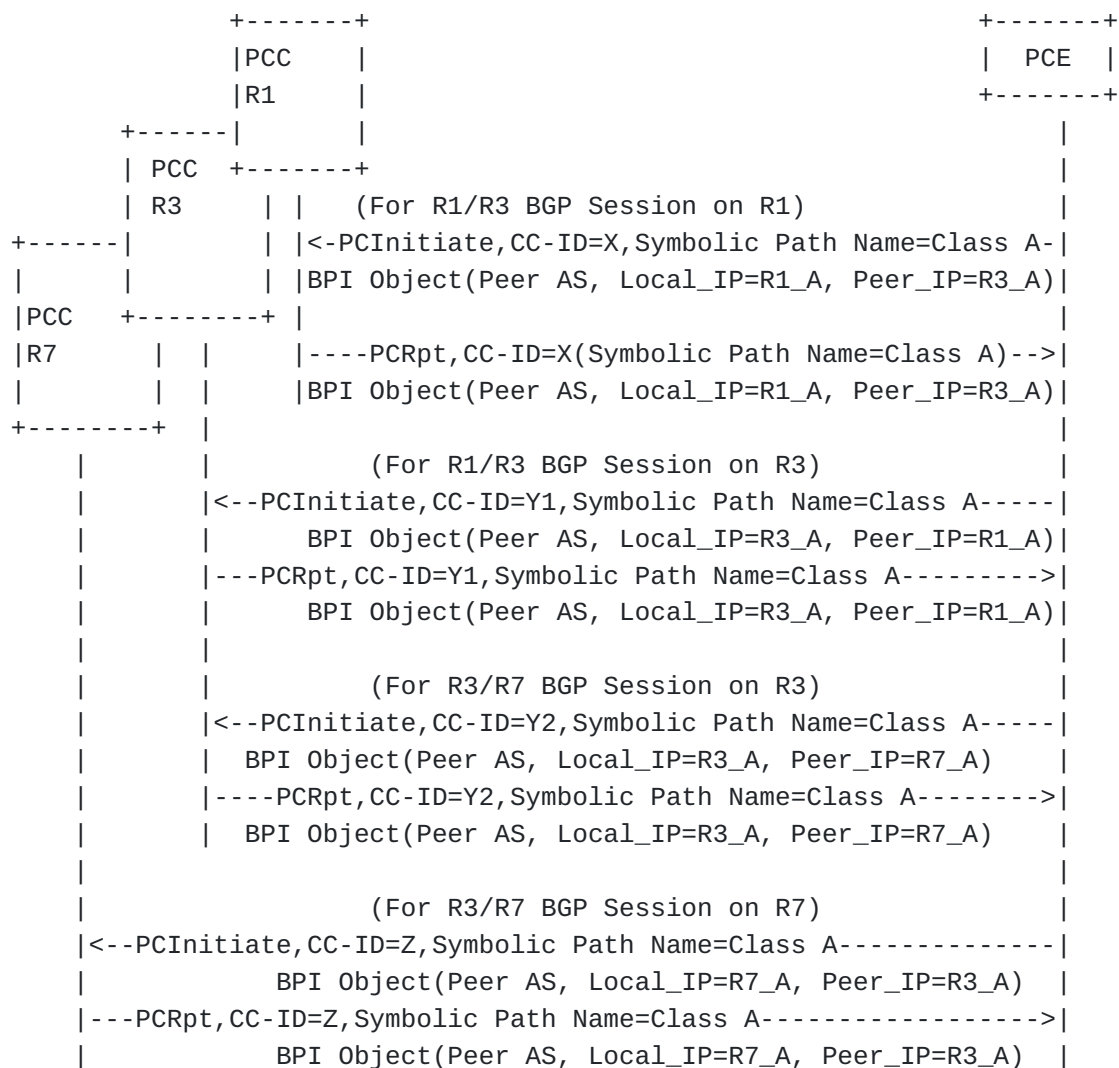 +-------+                                     +-------+
|PCC    |                                     |  PCE  |
|R1     |                                     +-------+
+------|       |                                          |
| PCC  +-------+                                          |
| R3     | |   (For R1/R3 BGP Session on R1)              |
+------|        | |<-PCInitiate,CC-ID=X,Symbolic Path Name=Class A-|
|      |        | |BPI Object(Peer AS, Local_IP=R1_A, Peer_IP=R3_A)|
|PCC   +--------+ |                                                |
|R7     | |     |----PCRpt,CC-ID=X(Symbolic Path Name=Class A)-->|
|       | |     |BPI Object(Peer AS, Local_IP=R1_A, Peer_IP=R3_A)|
+--------+  |                                                     |
|       |          (For R1/R3 BGP Session on R3)               |
|       |<--PCInitiate,CC-ID=Y1,Symbolic Path Name=Class A-----|
|       |      BPI Object(Peer AS, Local_IP=R3_A, Peer_IP=R1_A)|
|       |---PCRpt,CC-ID=Y1,Symbolic Path Name=Class A--------->|
|       |      BPI Object(Peer AS, Local_IP=R3_A, Peer_IP=R1_A)|
|       |                                                      |
|       |          (For R3/R7 BGP Session on R3)               |
|       |<--PCInitiate,CC-ID=Y2,Symbolic Path Name=Class A-----|
|       |  BPI Object(Peer AS, Local_IP=R3_A, Peer_IP=R7_A)    |
|       |----PCRpt,CC-ID=Y2,Symbolic Path Name=Class A-------->|
|       |  BPI Object(Peer AS, Local_IP=R3_A, Peer_IP=R7_A)    |
|                                                              |
|                  (For R3/R7 BGP Session on R7)               |
|<--PCInitiate,CC-ID=Z,Symbolic Path Name=Class A--------------|
|            BPI Object(Peer AS, Local_IP=R7_A, Peer_IP=R3_A)  |
|---PCRpt,CC-ID=Z,Symbolic Path Name=Class A------------------>|
|            BPI Object(Peer AS, Local_IP=R7_A, Peer_IP=R3_A)  |